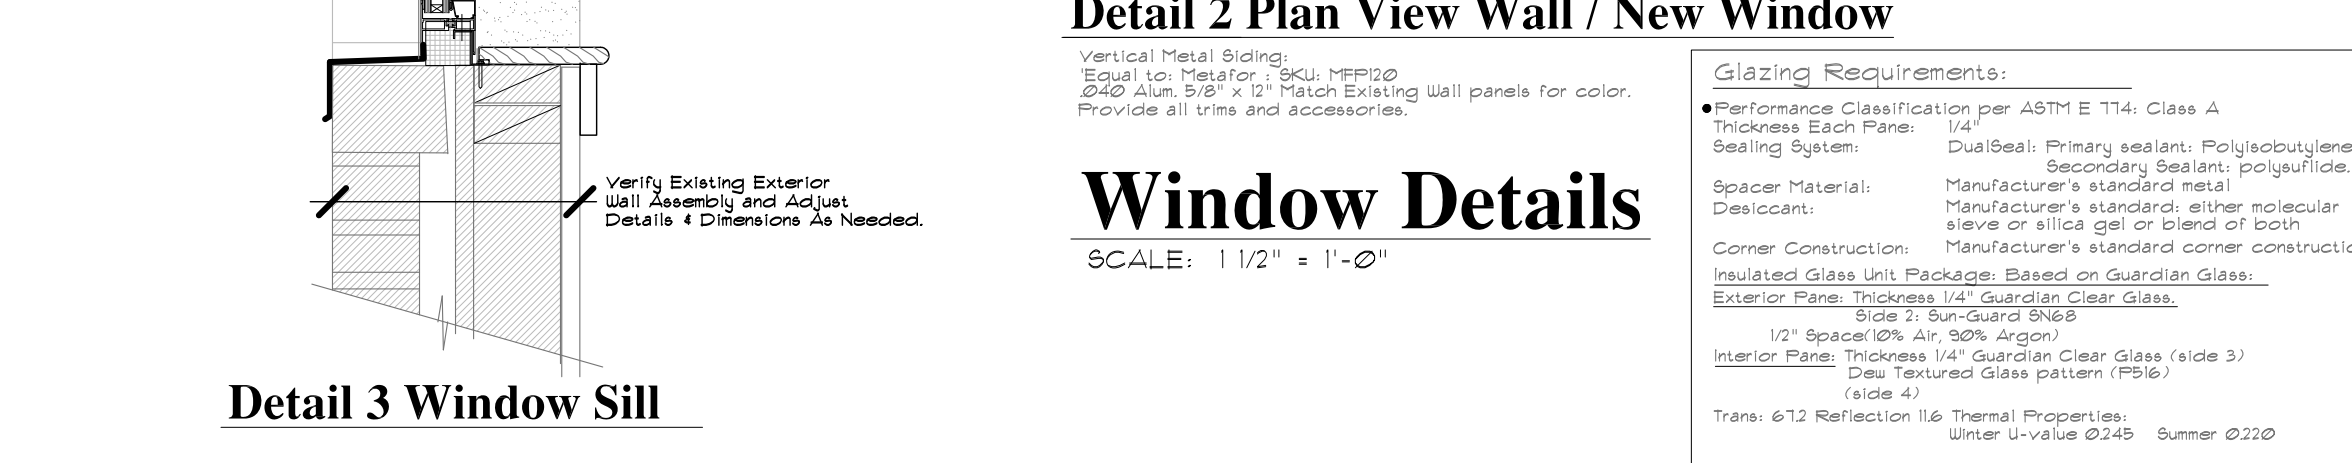 Verify Existing Exterior
Wall Assembly and Adjust
Details & Dimensions As Needed.
Detail 3 Window Sill
Detail 2 Plan View Wall / New Window
Vertical Metal Siding:
'Equal to: Metafor : SKU: MFP120
.040 Alum. 5/8" x 12" Match Existing Wall panels for color.
Provide all trims and accessories.
Window Details
SCALE: 1 1/2" = 1'-0"
Glazing Requirements:
•Performance Classification per ASTM E 774: Class A
Thickness Each Pane: 1/4"
Sealing System: DualSeal: Primary sealant: Polyisobutylene
Secondary Sealant: polysuflide.
Spacer Material: Manufacturer's standard metal
Desiccant: Manufacturer's standard: either molecular
sieve or silica gel or blend of both
Corner Construction: Manufacturer's standard corner constructio
Insulated Glass Unit Package: Based on Guardian Glass:
Exterior Pane: Thickness 1/4" Guardian Clear Glass.
Side 2: Sun-Guard SN68
1/2" Space(10% Air, 90% Argon)
Interior Pane: Thickness 1/4" Guardian Clear Glass (side 3)
Dew Textured Glass pattern (P516)
(side 4)
Trans: 67.2 Reflection 11.6 Thermal Properties:
Winter U-value 0.245 Summer 0.220